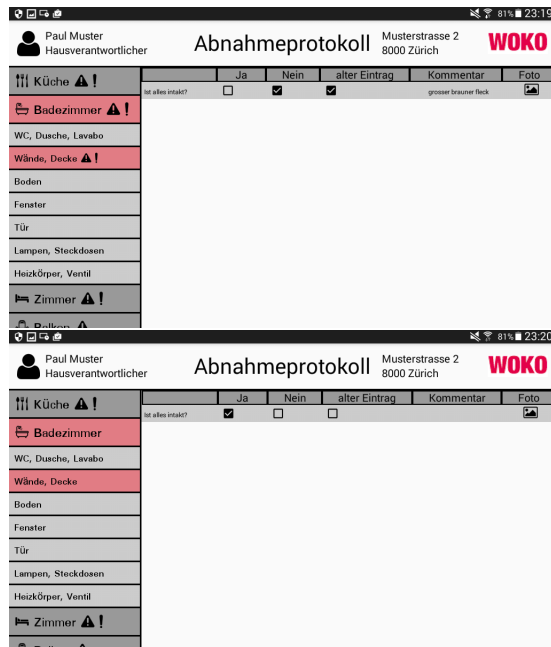 81% 23:19
Paul Muster
Hausverantwortlicher
Abnahmeprotokoll
Musterstrasse 2
8000 Zürich
WOKO
Küche !
Badezimmer !
WC, Dusche, Lavabo
Wände, Decke !
Boden
Fenster
Tür
Lampen, Steckdosen
Heizkörper, Ventil
Zimmer !
Balkon
Ja Nein alter Eintrag Kommentar Foto
Ist alles intakt? grosser brauner fleck
81% 23:20
Paul Muster
Hausverantwortlicher
Abnahmeprotokoll
Musterstrasse 2
8000 Zürich
WOKO
Küche !
Badezimmer
WC, Dusche, Lavabo
Wände, Decke
Boden
Fenster
Tür
Lampen, Steckdosen
Heizkörper, Ventil
Zimmer !
Ja Nein alter Eintrag Kommentar Foto
Ist alles intakt?